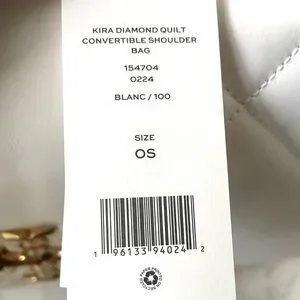 KIRA DIAMOND QUILT
CONVERTIBLE SHOULDER
BAG
154704
0224
BLANC / 100
SIZE
OS
1 96133 94024 2